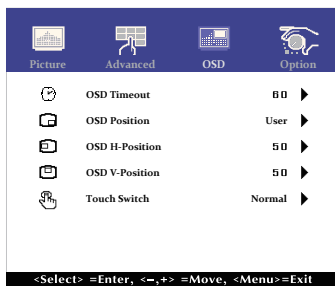 Picture Advanced OSD Option
OSD Timeout 60
OSD Position User
OSD H-Position 50
OSD V-Position 50
Touch Switch Normal
<Select> =Enter, <–,+> =Move, <Menu>=Exit